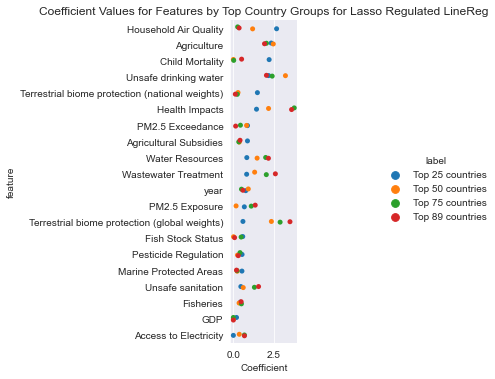 Coefficient Values for Features by Top Country Groups for Lasso Regulated LineReg
Household Air Quality
Agriculture
Child Mortality
Unsafe drinking water
Terrestrial biome protection (national weights)
Health Impacts
PM2.5 Exceedance
Agricultural Subsidies
Water Resources
Wastewater Treatment
year
PM2.5 Exposure
Terrestrial biome protection (global weights)
Fish Stock Status
Pesticide Regulation
Marine Protected Areas
Unsafe sanitation
Fisheries
GDP
Access to Electricity
feature
0.0 2.5
Coefficient
label
Top 25 countries
Top 50 countries
Top 75 countries
Top 89 countries